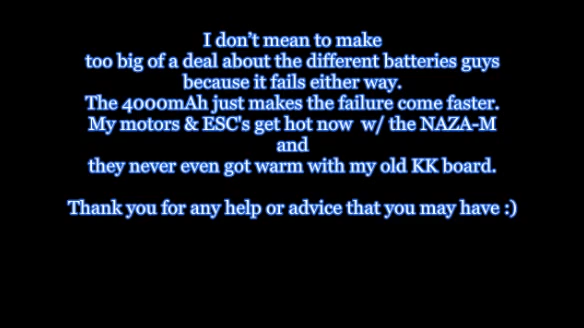 I don't mean to make
too big of a deal about the different batteries guys
because it fails either way.
The 4000mAh just makes the failure come faster.
My motors & ESC's get hot now  w/ the NAZA-M
and
they never even got warm with my old KK board.
Thank you for any help or advice that you may have :)